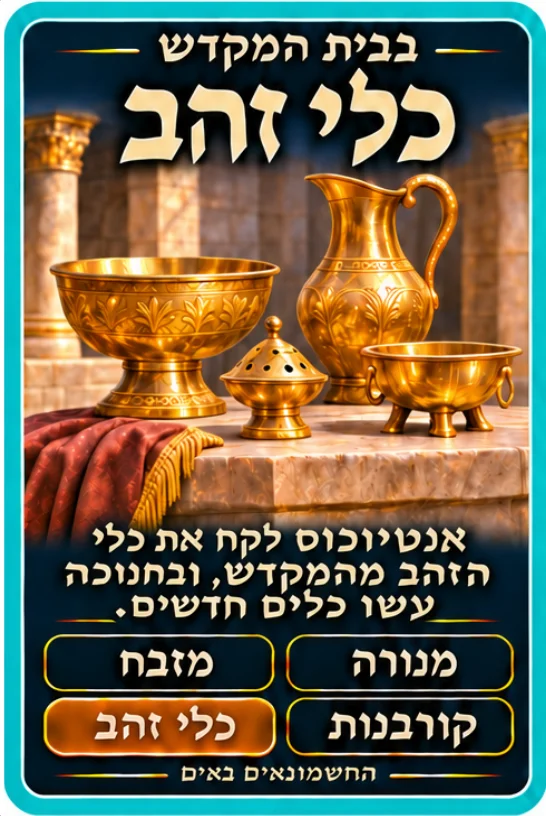 בבית המקדש
כלי זהב
אנטיוכוס לקח את כלי
הזהב מהמקדש, ובחנוכה
עשו כלים חדשים.
מנורה
מזבח
קורבנות
כלי זהב
החשמונאים באים